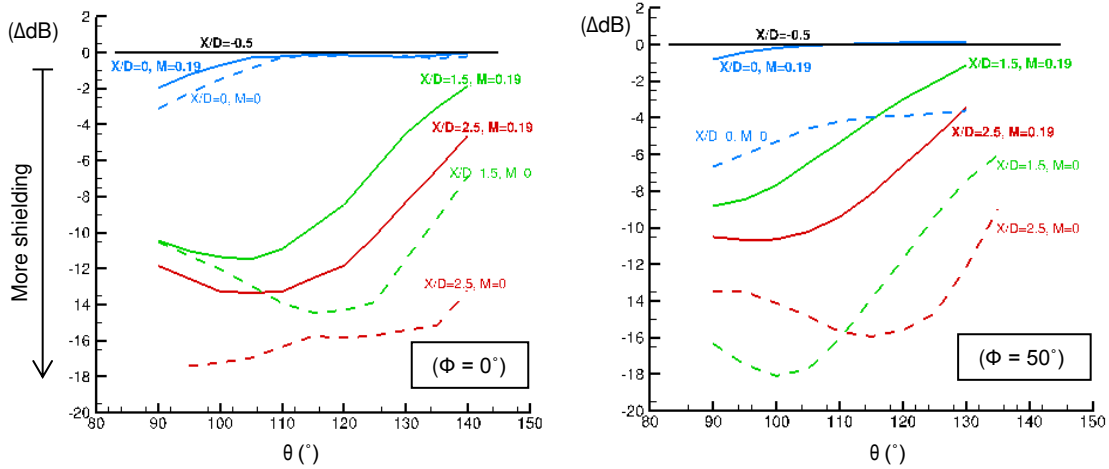 (ΔdB)
2
0
-2
-4
-6
-8
-10
-12
-14
-16
-18
-20
80
90
100
110
120
130
140
150
θ (˚)
More shielding
X/D=-0.5
X/D=0, M=0.19
X/D=0, M=0
X/D=1.5, M=0.19
X/D=2.5, M=0.19
X/D 1.5, M 0
X/D=2.5, M=0
(Φ = 0˚)
(ΔdB)
2
0
-2
-4
-6
-8
-10
-12
-14
-16
-18
-20
80
90
100
110
120
130
140
150
θ (˚)
X/D=-0.5
X/D=0, M=0.19
X/D=1.5, M=0.19
X/D 0, M 0
X/D=2.5, M=0.19
X/D=1.5, M=0
X/D=2.5, M=0
(Φ = 50˚)